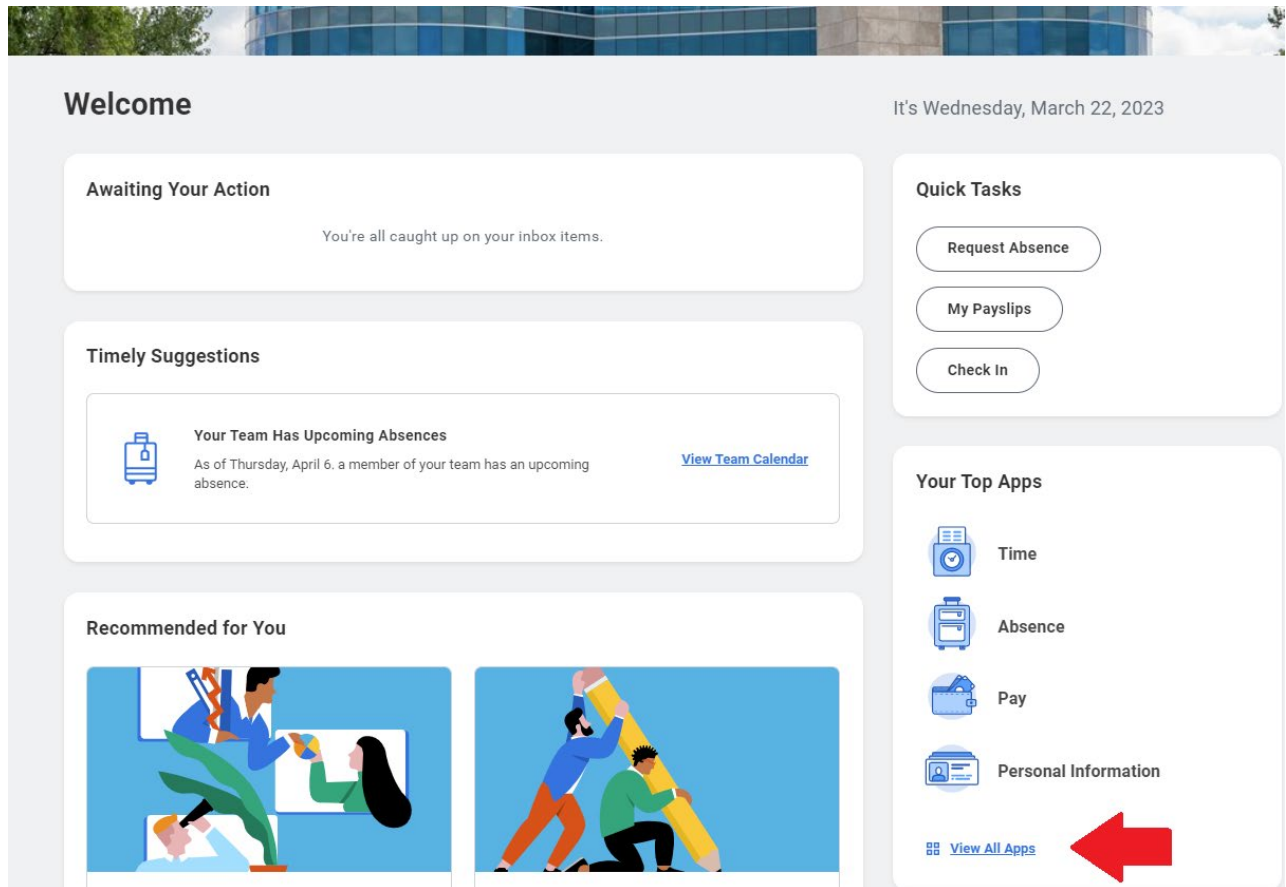 Welcome
It's Wednesday, March 22, 2023
Awaiting Your Action
You're all caught up on your inbox items.
Timely Suggestions
Your Team Has Upcoming Absences
As of Thursday, April 6. a member of your team has an upcoming
absence.
View Team Calendar
Recommended for You
Quick Tasks
Request Absence
My Payslips
Check In
Your Top Apps
Time
Absence
Pay
Personal Information
View All Apps